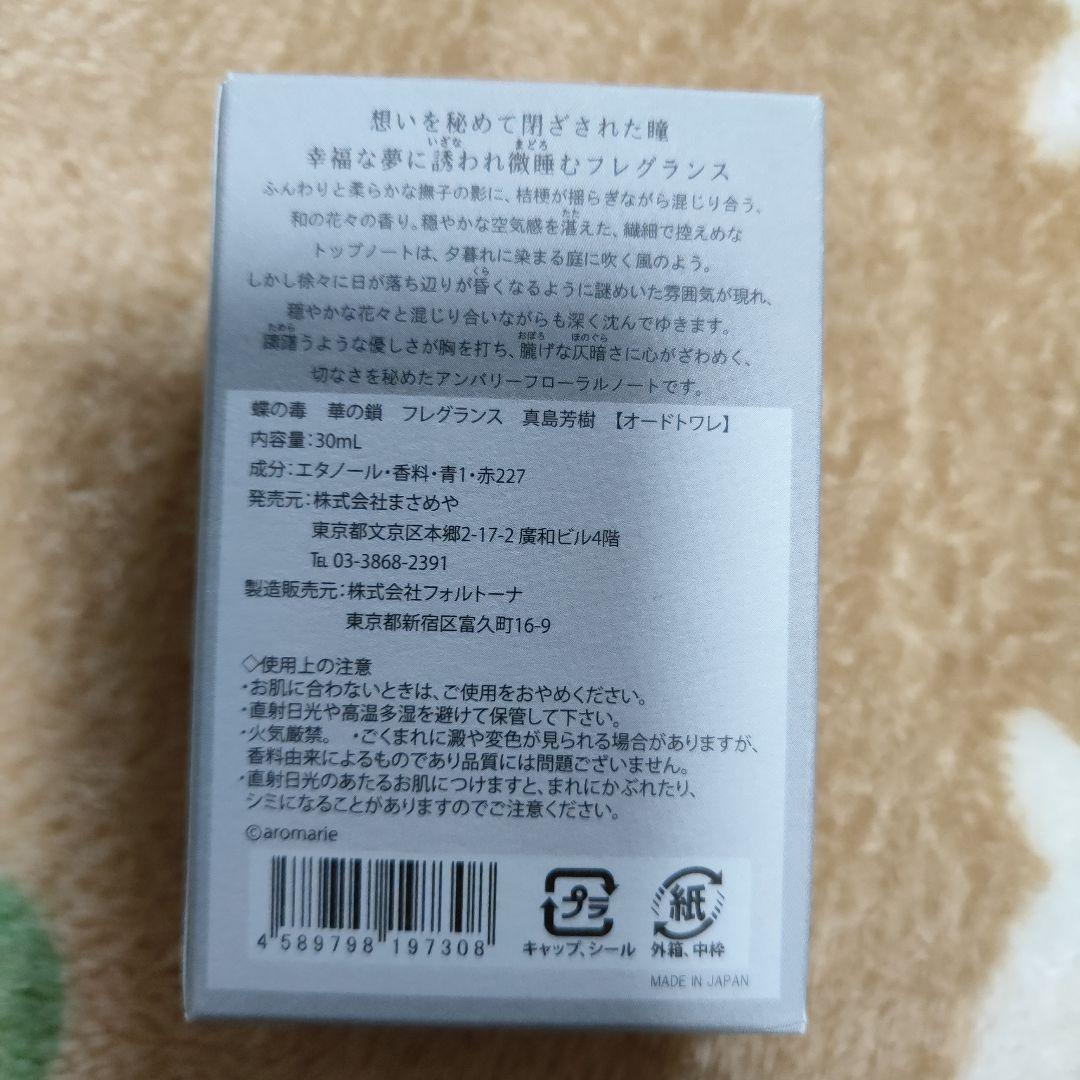 想いを秘めて閉ざされた瞳
いざな まどろ
幸福な夢に誘われ微睡むフレグランス
ふんわりと柔らかな撫子の影に、桔梗が揺らぎながら混じり合う、
和の花々の香り。穏やかな空気感を湛えた、繊細で控えめな
たた
トップノートは、夕暮れに染まる庭に吹く風のよう。
くら
しかし徐々に日が落ち辺りが昏くなるように謎めいた雰囲気が現れ、
穏やかな花々と混じり合いながらも深く沈んでゆきます。
ためら おぼろ ほのぐら
躊躇うような優しさが胸を打ち、朧げな仄暗さに心がざわめく、
切なさを秘めたアンバリーフローラルノートです。
蝶の毒 華の鎖 フレグランス 真島芳樹 【オードトワレ】
内容量:30mL
成分:エタノール・香料・青1・赤227
発売元:株式会社まさめや
東京都文京区本郷2-17-2 廣和ビル4階
℡ 03-3868-2391
製造販売元:株式会社フォルトーナ
東京都新宿区富久町16-9
◇使用上の注意
・お肌に合わないときは、ご使用をおやめください。
・直射日光や高温多湿を避けて保管して下さい。
・火気厳禁。 ・ごくまれに澱や変色が見られる場合がありますが、
香料由来によるものであり品質には問題ございません。
・直射日光のあたるお肌につけますと、まれにかぶれたり、
シミになることがありますのでご注意ください。
©aromarie
4 589798 197308
プラ
キャップ、シール
紙
外箱、中枠
MADE IN JAPAN